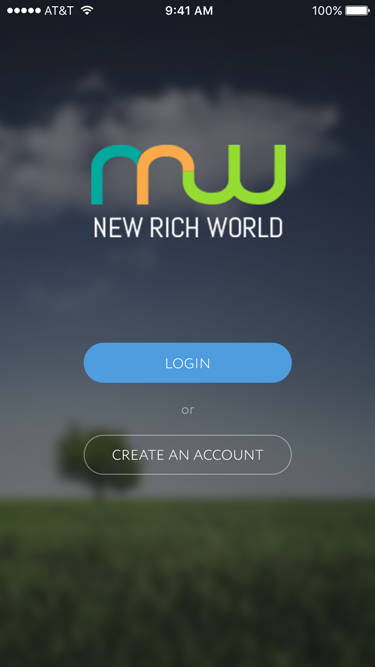 AT&T 9:41 AM 100%
NEW RICH WORLD
LOGIN
or
CREATE AN ACCOUNT